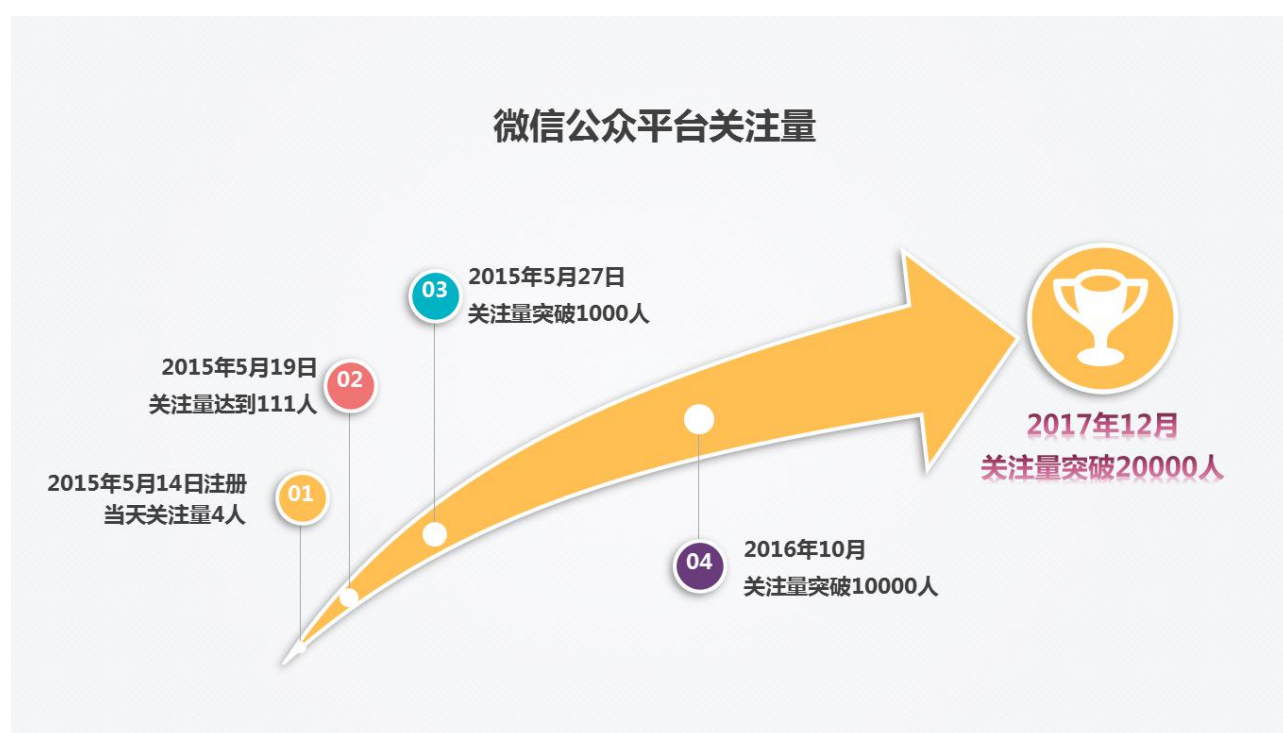 微信公众平台关注量
01
2015年5月14日注册
当天关注量4人
02
2015年5月19日
关注量达到111人
03
2015年5月27日
关注量突破1000人
04
2016年10月
关注量突破10000人
2017年12月
关注量突破20000人